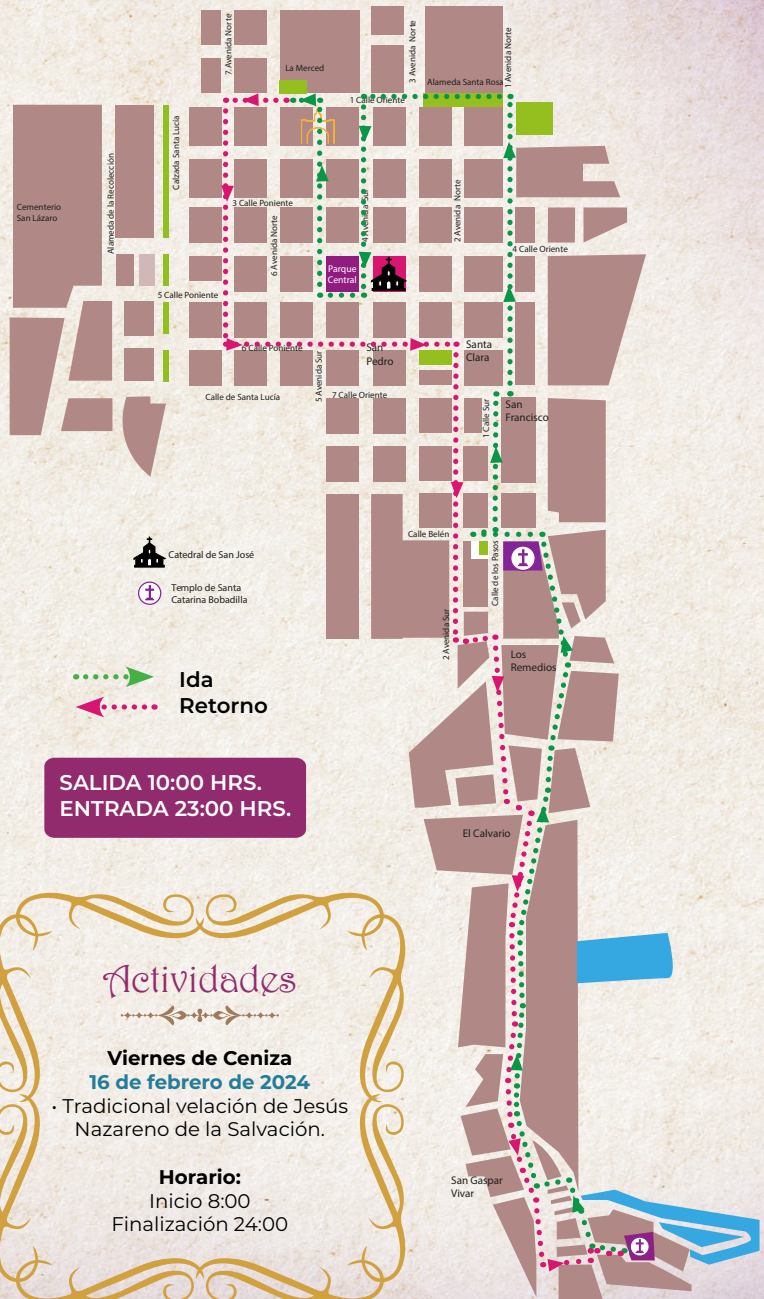 7 Avenida Norte
La Merced
3 Avenida Norte
Alameda Santa Rosa
1 Avenida Norte
1 Calle Oriente
Calzada Santa Lucía
Alameda de la Recolección
Cementerio
San Lázaro
3 Calle Poniente
6 Avenida Norte
4 Avenida Sur
2 Avenida Norte
4 Calle Oriente
Parque
Central
5 Calle Poniente
6 Calle Poniente
San
Pedro
Santa
Clara
5 Avenida Sur
Calle de Santa Lucía
7 Calle Oriente
1 Calle Sur
San
Francisco
Calle Belén
Calle de los Pasos
2 Avenida Sur
Los
Remedios
Catedral de San José
Templo de Santa
Catarina Bobadilla
Ida
Retorno
SALIDA 10:00 HRS.
ENTRADA 23:00 HRS.
El Calvario
San Gaspar
Vivar
Actividades
Viernes de Ceniza
16 de febrero de 2024
• Tradicional velación de Jesús
Nazareno de la Salvación.
Horario:
Inicio 8:00
Finalización 24:00